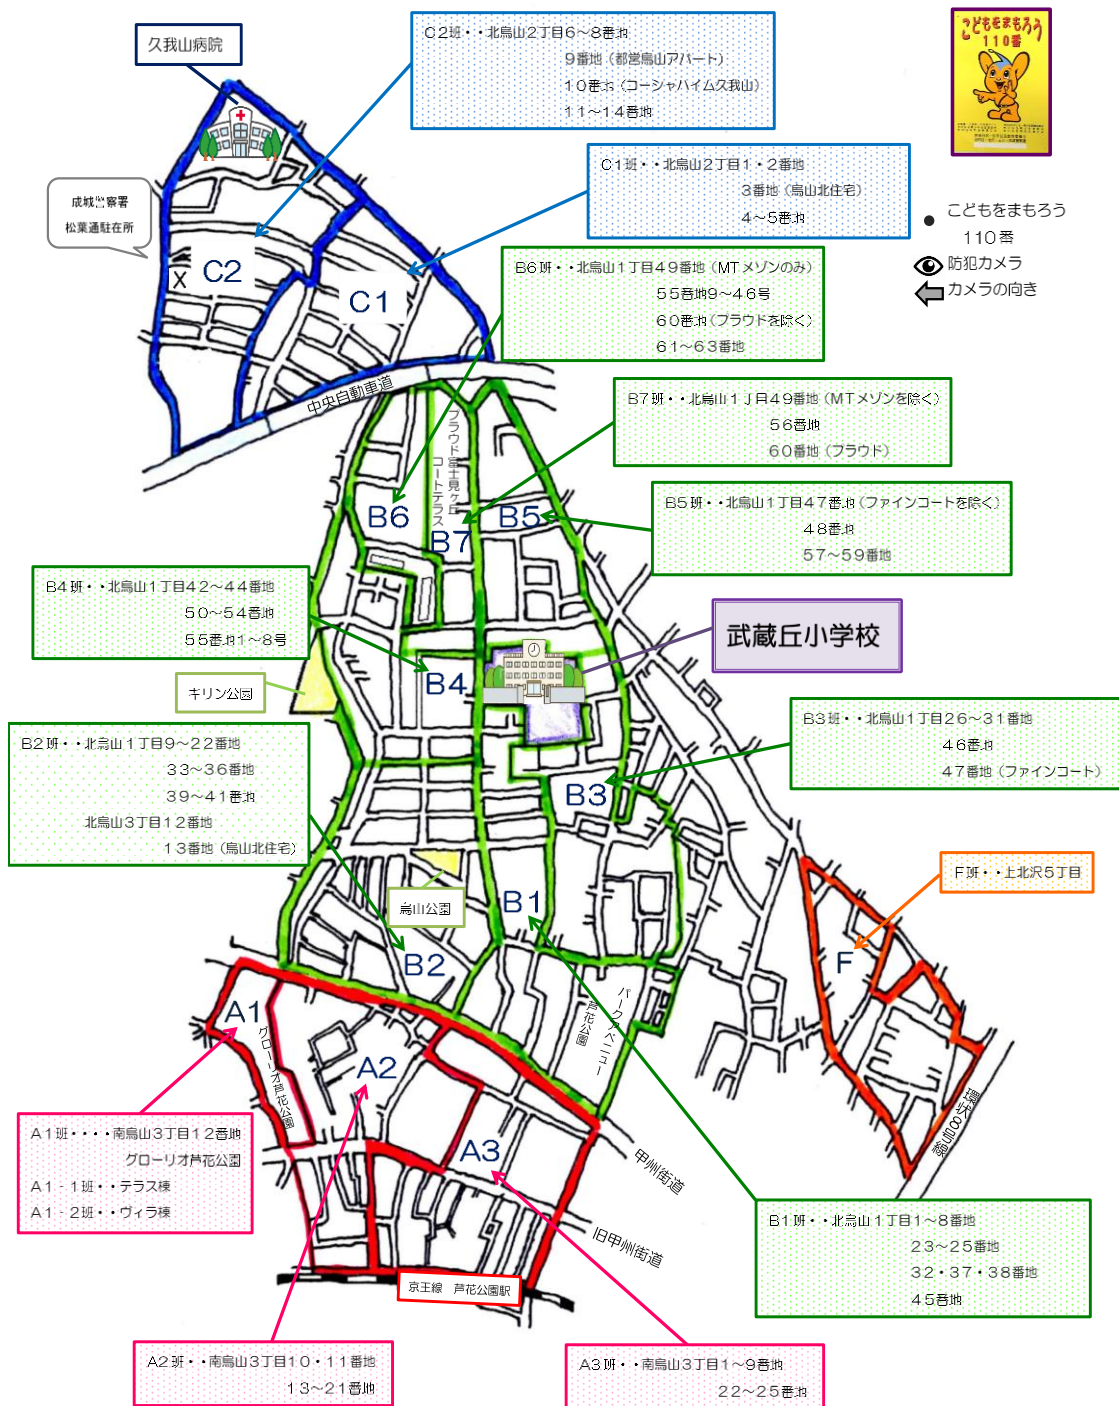 久我山病院
C2班・・北烏山2丁目6～8番地
9番地（都営烏山アパート）
10番地（コーシャハイム久我山）
11～14番地
こどもをまもろう
110番
C1班・・北烏山2丁目1・2番地
3番地（烏山北住宅）
4～5番地
成城警察署
松葉通駐在所
こどもをまもろう
110番
防犯カメラ
カメラの向き
C2
X
C1
B6班・・北烏山1丁目49番地（MTメゾンのみ）
55番地9～46号
60番地（プラウドを除く）
61～63番地
中央自動車道
B7班・・北烏山1丁目49番地（MTメゾンを除く）
56番地
60番地（プラウド）
プラウド富士見ヶ丘
コートテラス
B6
B7
B5
B5班・・北烏山1丁目47番地（ファインコートを除く）
48番地
57～59番地
B4班・・北烏山1丁目42～44番地
50～54番地
55番地1～8号
武蔵丘小学校
キリン公園
B4
B3班・・北烏山1丁目26～31番地
46番地
47番地（ファインコート）
B2班・・北烏山1丁目9～22番地
33～36番地
39～41番地
北烏山3丁目12番地
13番地（烏山北住宅）
B3
F班・・上北沢5丁目
烏山公園
B1
B2
F
パークアベニュー
芦花公園
A1
グローリオ芦花公園
A2
A3
環状8号線
甲州街道
旧甲州街道
A1班・・・・南烏山3丁目12番地
グローリオ芦花公園
A1-1班・・テラス棟
A1-2班・・ヴィラ棟
B1班・・北烏山1丁目1～8番地
23～25番地
32・37・38番地
45番地
京王線　芦花公園駅
A2班・・南烏山3丁目10・11番地
13～21番地
A3班・・南烏山3丁目1～9番地
22～25番地